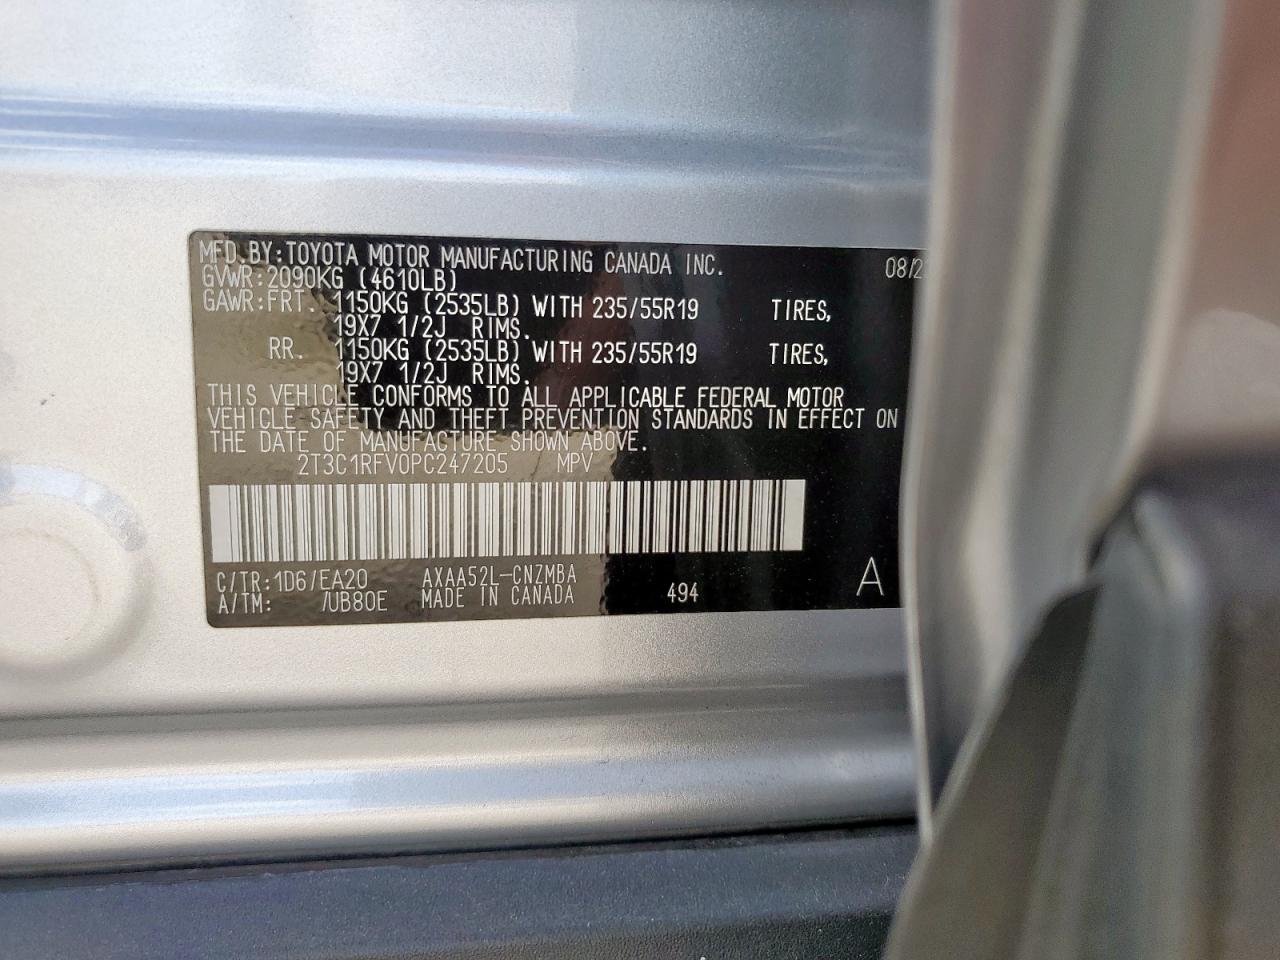 MFD.BY:TOYOTA MOTOR MANUFACTURING CANADA INC. 08/2
GVWR:2090KG (4610LB)
GAWR:FRT. 1150KG (2535LB) WITH 235/55R19 TIRES,
19X7 1/2J RIMS.
RR. 1150KG (2535LB) WITH 235/55R19 TIRES,
19X7 1/2J RIMS.
THIS VEHICLE CONFORMS TO ALL APPLICABLE FEDERAL MOTOR
VEHICLE SAFETY AND THEFT PREVENTION STANDARDS IN EFFECT ON
THE DATE OF MANUFACTURE SHOWN ABOVE.
2T3C1RFV0PC247205 MPV
C/TR:1D6/EA20 AXAA52L-CNZMBA
A/TM: /UB80E MADE IN CANADA 494 A